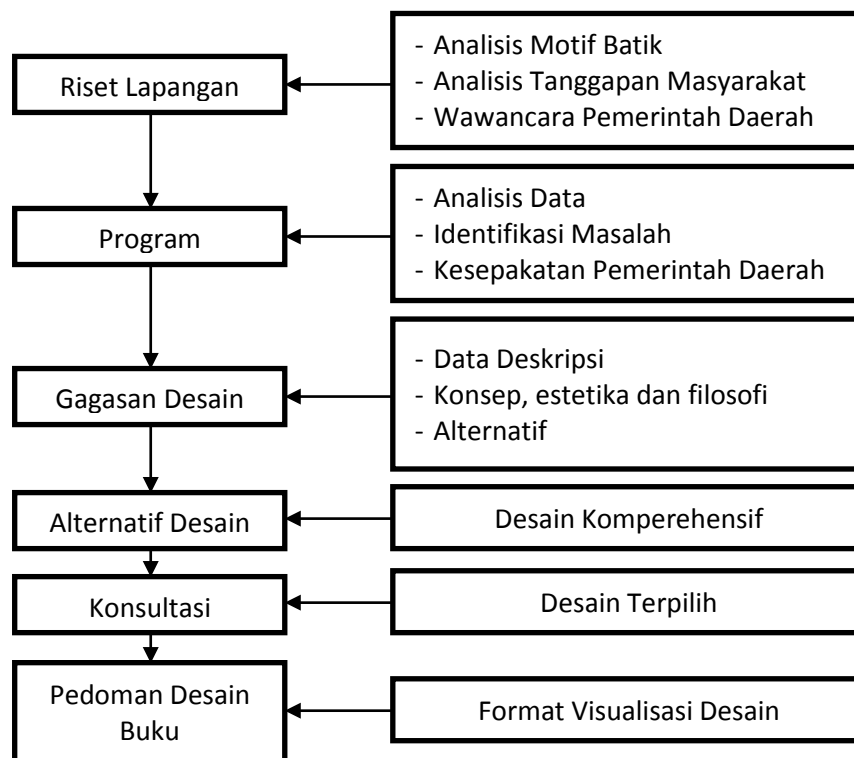 Riset Lapangan
- Analisis Motif Batik
- Analisis Tanggapan Masyarakat
- Wawancara Pemerintah Daerah
Program
- Analisis Data
- Identifikasi Masalah
- Kesepakatan Pemerintah Daerah
Gagasan Desain
- Data Deskripsi
- Konsep, estetika dan filosofi
- Alternatif
Alternatif Desain
Desain Komperehensif
Konsultasi
Desain Terpilih
Pedoman Desain
Buku
Format Visualisasi Desain